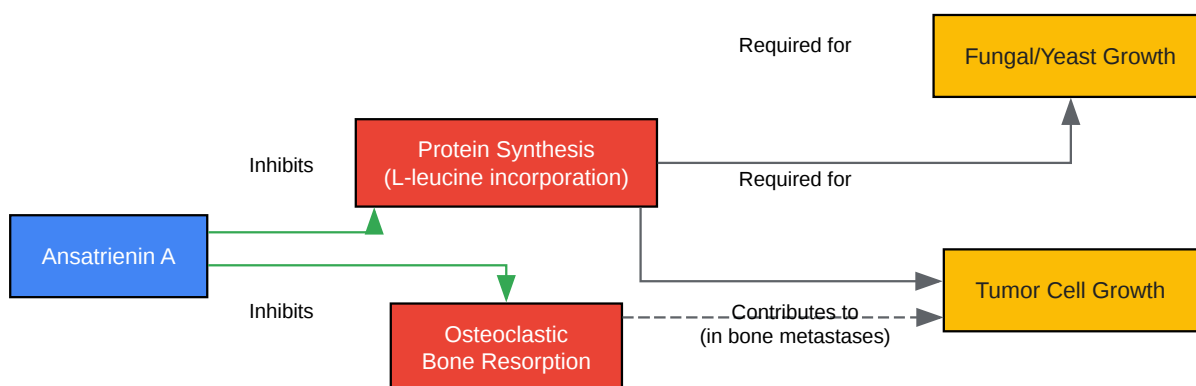 Required for
Fungal/Yeast Growth
Protein Synthesis
(L-leucine incorporation)
Inhibits
Required for
Ansatrienin A
Tumor Cell Growth
Inhibits
Contributes to
(in bone metastases)
Osteoclastic
Bone Resorption